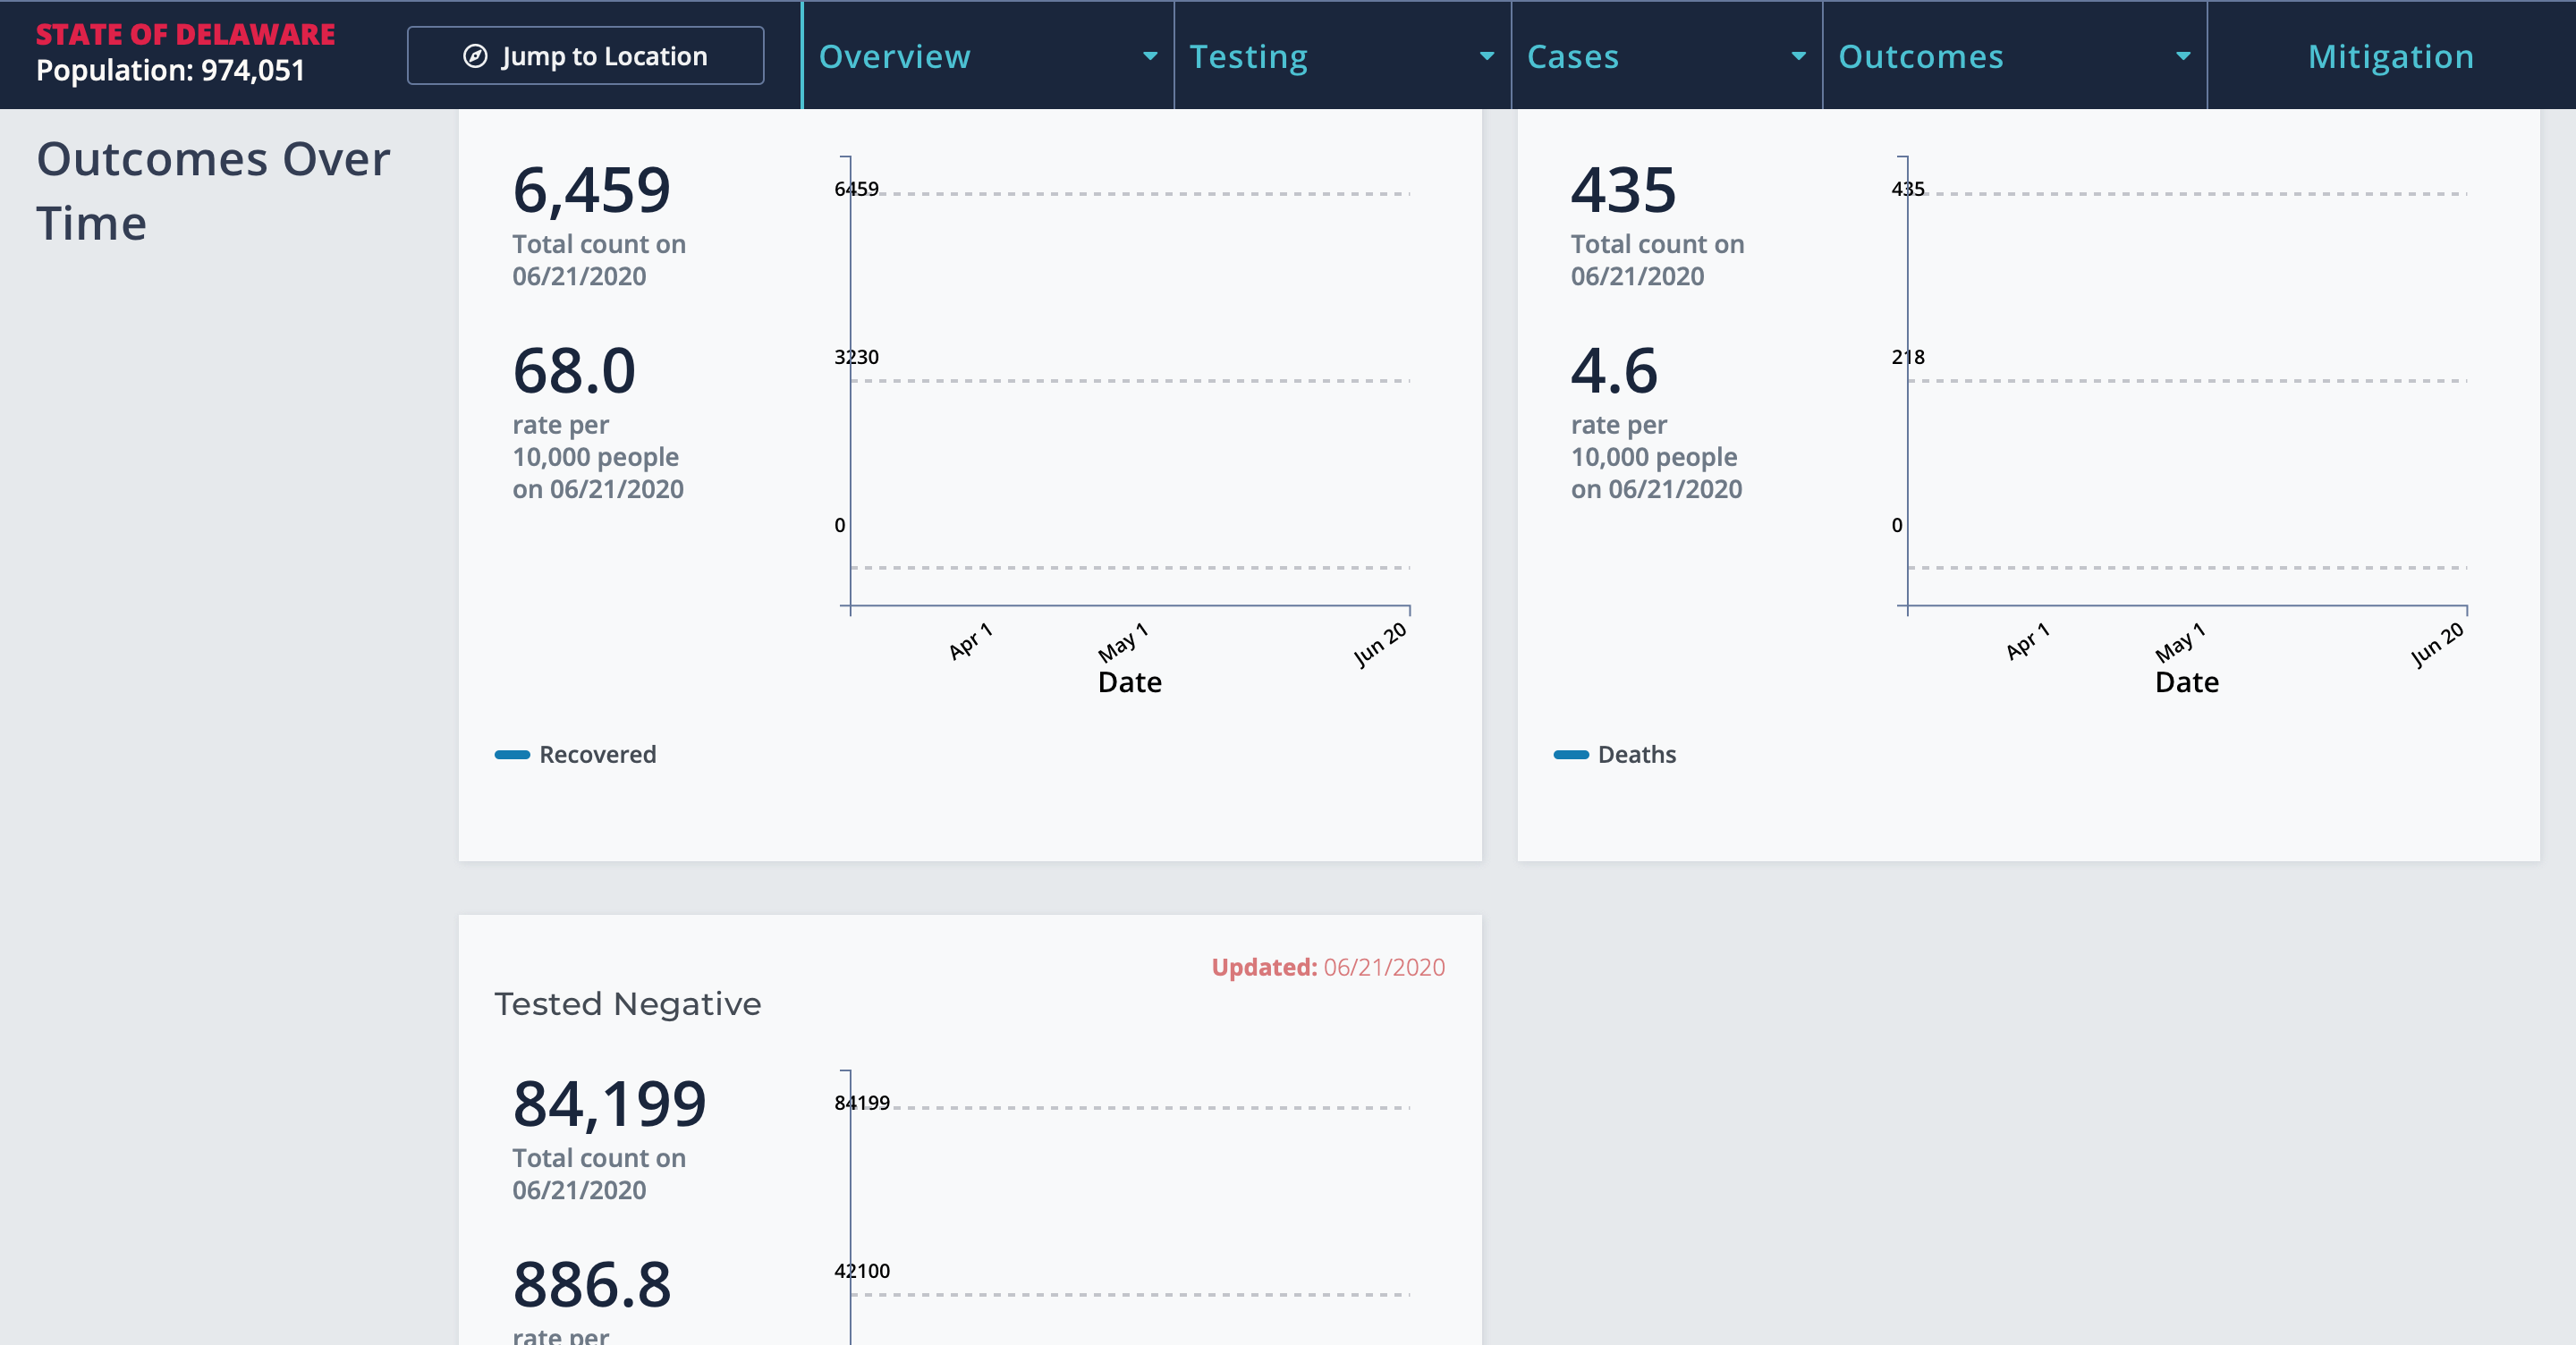 STATE OF DELAWARE
Population: 974,051
Jump to Location
Overview
Testing
Cases
Outcomes
Mitigation
Outcomes Over
Time
6,459
Total count on
06/21/2020
68.0
rate per
10,000 people
on 06/21/2020
6459
3230
0
Apr 1
May 1
Jun 20
Date
Recovered
435
Total count on
06/21/2020
4.6
rate per
10,000 people
on 06/21/2020
435
218
0
Apr 1
May 1
Jun 20
Date
Deaths
Updated: 06/21/2020
Tested Negative
84,199
Total count on
06/21/2020
886.8
rate per
84199
42100